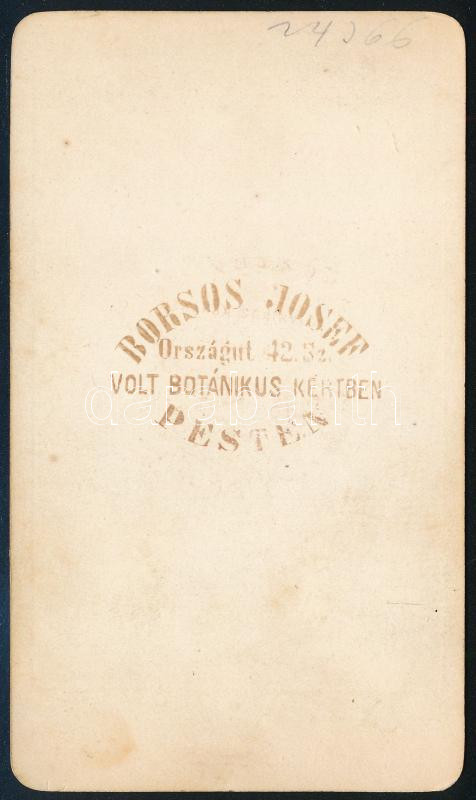 24366
BORSOS JOSEF
Országut 42. Sz.
VOLT BOTÁNIKUS KERTBEN
PESTEN